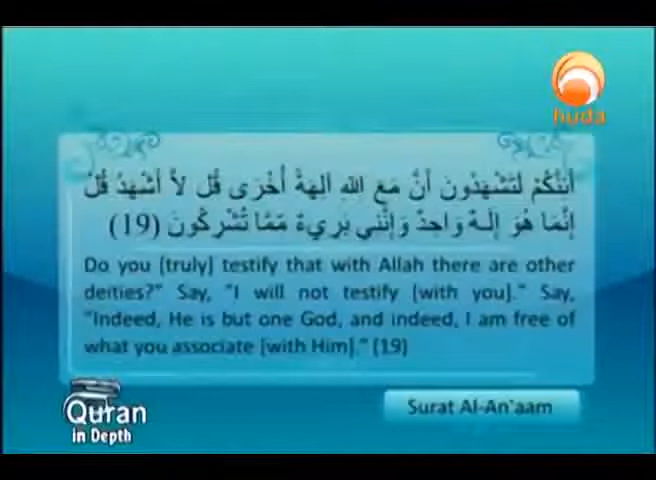 huda
أَئِنَّكُمْ لَتَشْهَدُونَ أَنَّ مَعَ اللهِ آلِهَةً أُخْرَى قُل لاَّ أَشْهَدُ قُلْ
إِنَّمَا هُوَ إِلَهٌ وَاحِدٌ وَإِنَّنِي بَرِيءٌ مِّمَّا تُشْرِكُونَ (19)
Do you [truly] testify that with Allah there are other
deities?" Say, "I will not testify [with you]." Say,
"Indeed, He is but one God, and indeed, I am free of
what you associate [with Him]." (19)
Surat Al-An`aam
Quran
in Depth